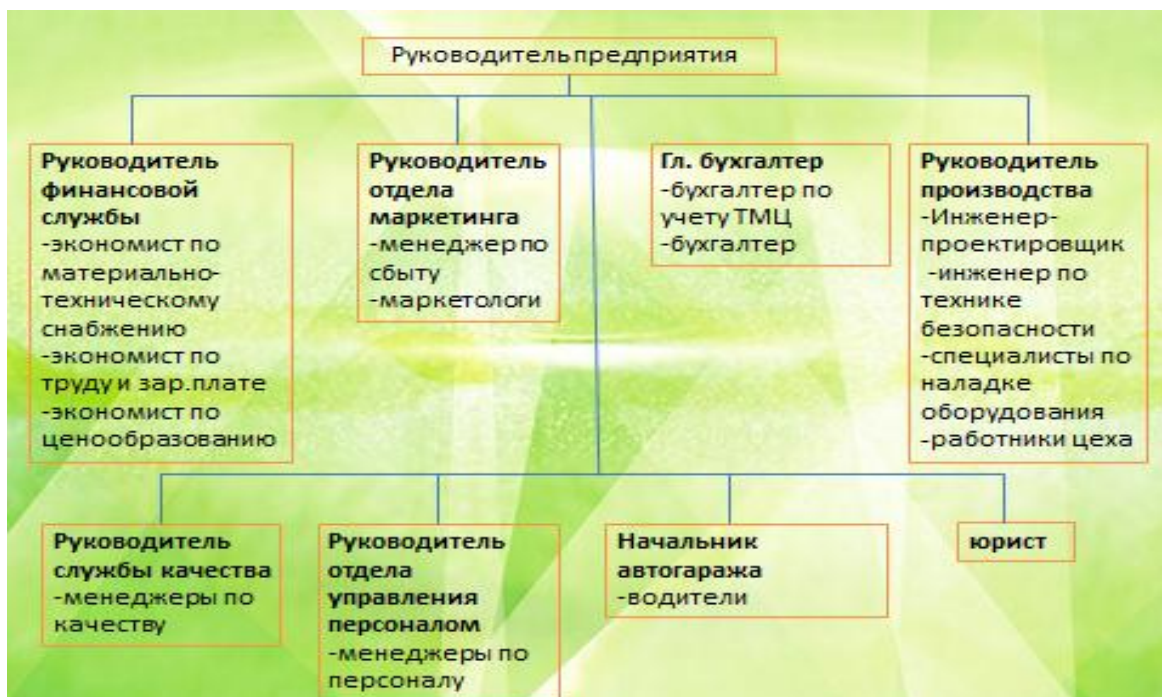 Руководитель предприятия
Руководитель
финансовой
службы
-экономист по
материально-
техническому
снабжению
-экономист по
труду и зар.плате
-экономист по
ценообразованию
Руководитель
отдела
маркетинга
-менеджер по
сбыту
-маркетологи
Гл. бухгалтер
-бухгалтер по
учету ТМЦ
-бухгалтер
Руководитель
производства
-Инженер-
проектировщик
-инженер по
технике
безопасности
-специалисты по
наладке
оборудования
-работники цеха
Руководитель
службы качества
-менеджеры по
качеству
Руководитель
отдела
управления
персоналом
-менеджеры по
персоналу
Начальник
автогаража
-водители
юрист